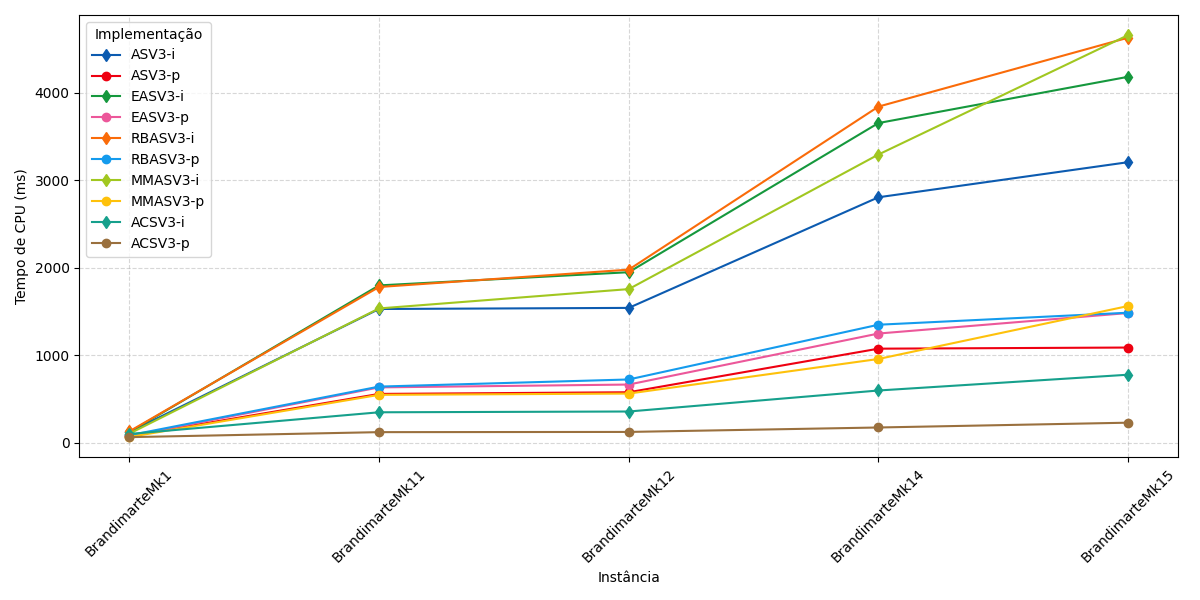 Implementação
ASV3-i
ASV3-p
EASV3-i
EASV3-p
RBASV3-i
RBASV3-p
MMASV3-i
MMASV3-p
ACSV3-i
ACSV3-p
Tempo de CPU (ms)
4000
3000
2000
1000
0
BrandimarteMk1
BrandimarteMk11
BrandimarteMk12
BrandimarteMk14
BrandimarteMk15
Instância